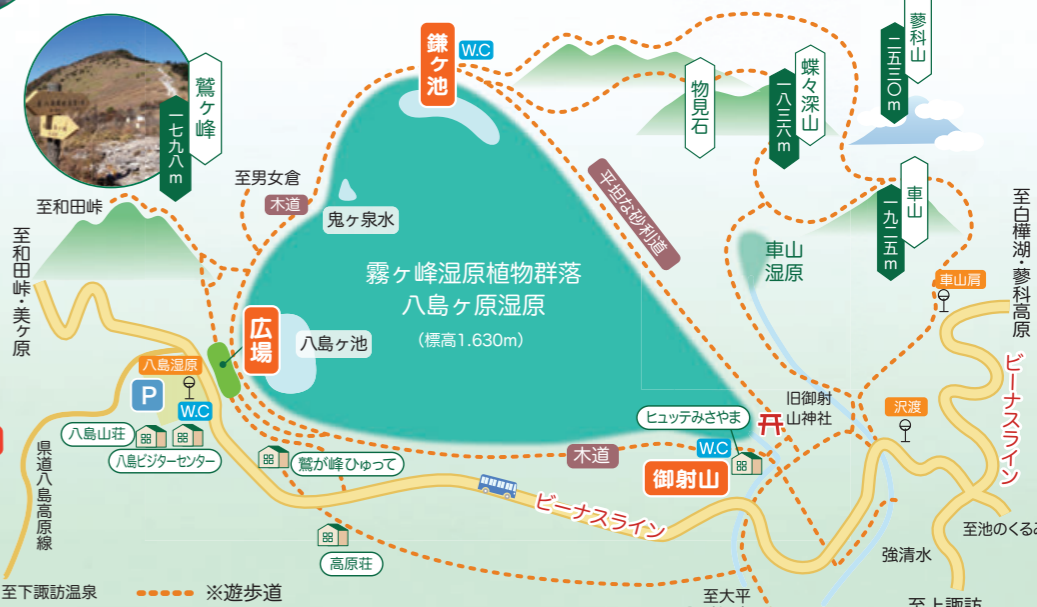 鷲ヶ峰
一七九八m
鎌ヶ池
W.C
物見石
蝶々深山
一八三六m
蓼科山
二五三〇m
車山
一九二五m
至男女倉
木道
至和田峠
至和田峠・美ヶ原
鬼ヶ泉水
平坦な砂利道
車山
湿原
霧ヶ峰湿原植物群落
八島ヶ原湿原
(標高1.630m)
車山肩
至白樺湖・蓼科高原
広場
八島ヶ池
八島湿原
P
W.C
八島山荘
八島ビジターセンター
鷲が峰ひゅって
木道
ヒュッテみさやま
W.C
御射山
旧御射
山神社
沢渡
ビーナスライン
ビーナスライン
県道八島高原線
高原荘
至池のくるみ
強清水
至下諏訪温泉
※遊歩道
至大平
至上諏訪